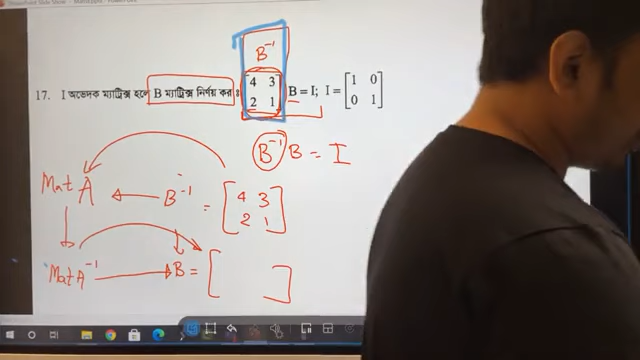 B⁻¹
17. I অভেদক ম্যাট্রিক্স হলে B ম্যাট্রিক্স নির্ণয় কর : [4 3; 2 1] B = I; I = [1 0; 0 1]
B⁻¹ B = I
Mat A ← B⁻¹ = [4 3; 2 1]
Mat A⁻¹ → B = [ ]